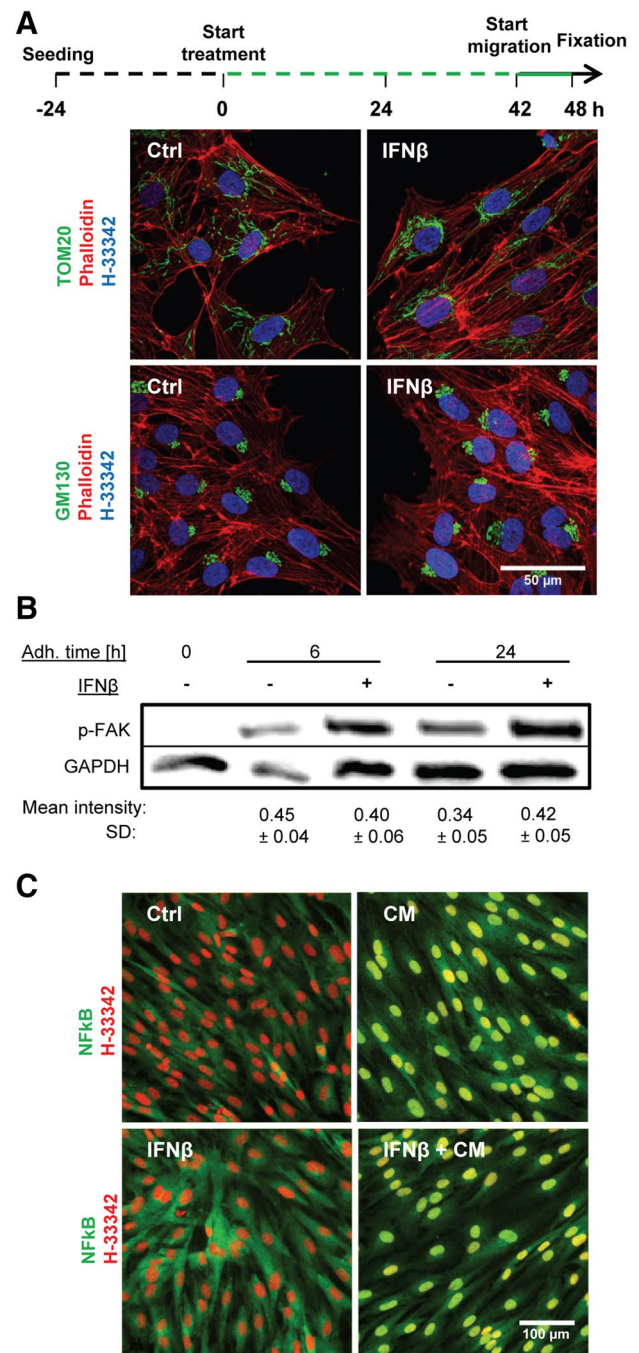 A
Start
treatment
Start
migration
Fixation
Seeding
-24
0
24
42
48 h
Ctrl
IFNβ
TOM20
Phalloidin
H-33342
Ctrl
IFNβ
GM130
Phalloidin
H-33342
50 µm
B
Adh. time [h] 0 6 24
IFNβ - - + - +
p-FAK
GAPDH
Mean intensity: 0.45 0.40 0.34 0.42
SD: ± 0.04 ± 0.06 ± 0.05 ± 0.05
C
Ctrl
CM
NFkB
H-33342
IFNβ
IFNβ + CM
NFkB
H-33342
100 µm